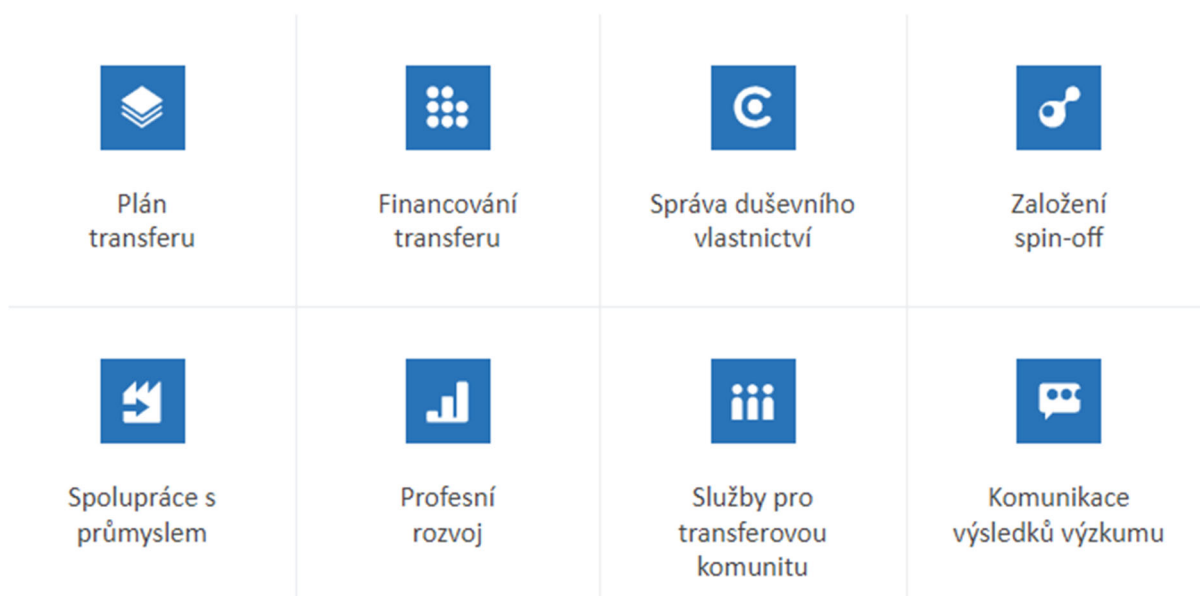 Plán
transferu
Financování
transferu
Správa duševního
vlastnictví
Založení
spin-off
Spolupráce s
průmyslem
Profesní
rozvoj
Služby pro
transferovou
komunitu
Komunikace
výsledků výzkumu